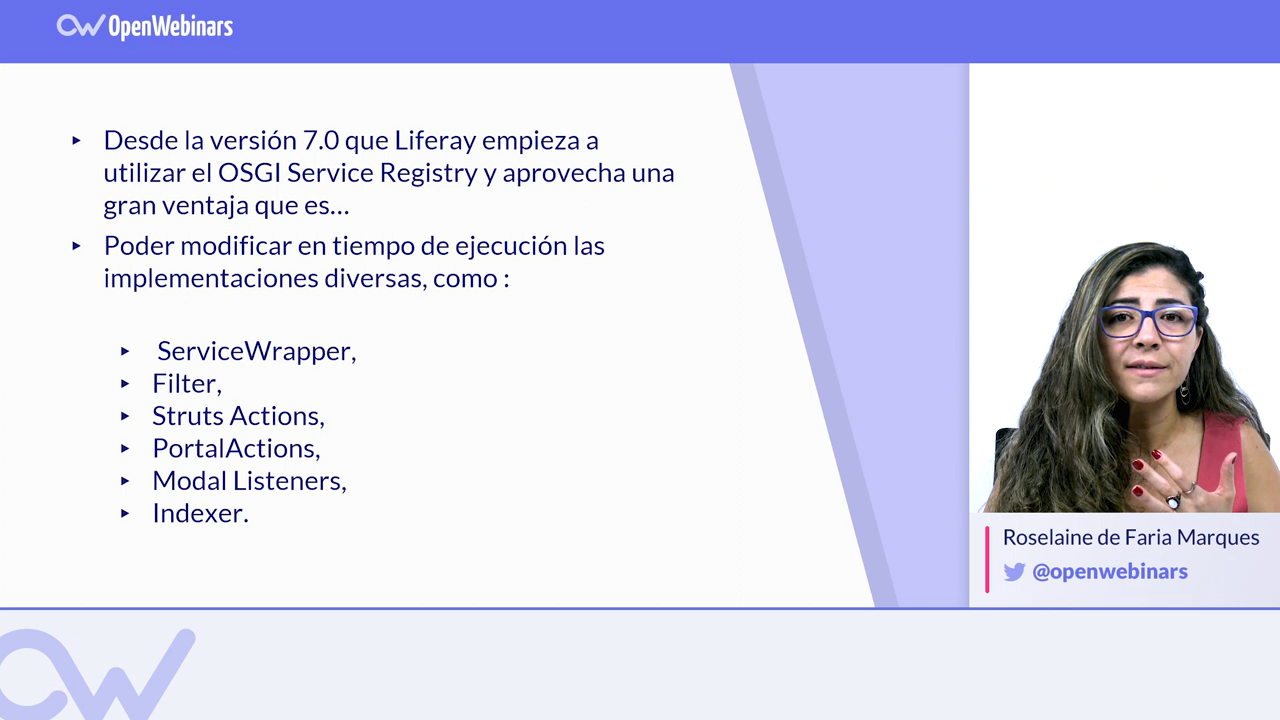 OpenWebinars
‣ Desde la versión 7.0 que Liferay empieza a
utilizar el OSGI Service Registry y aprovecha una
gran ventaja que es...
‣ Poder modificar en tiempo de ejecución las
implementaciones diversas, como :
‣ ServiceWrapper,
‣ Filter,
‣ Struts Actions,
‣ PortalActions,
‣ Modal Listeners,
‣ Indexer.
Roselaine de Faria Marques
@openwebinars